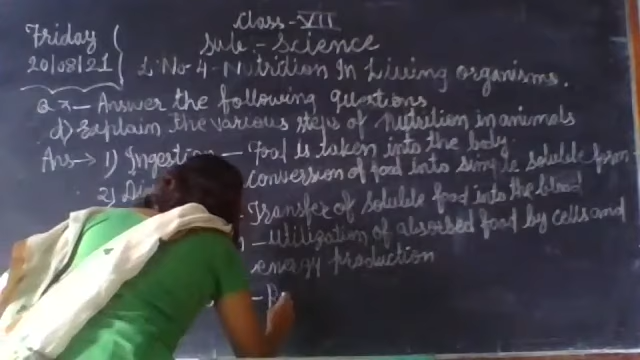 Class - VII
Friday
20/08/21
Sub:- Science
L.No-4-Nutrition In Living organisms.
Q.2- Answer the following questions
d) Explain the various steps of nutrition in animals
Ans-> 1) Ingestion - Food is taken into the body.
2) Di conversion of food into simple soluble form
- Transfer of soluble food into the blood
- Utilization of absorbed food by cells and
energy production
-